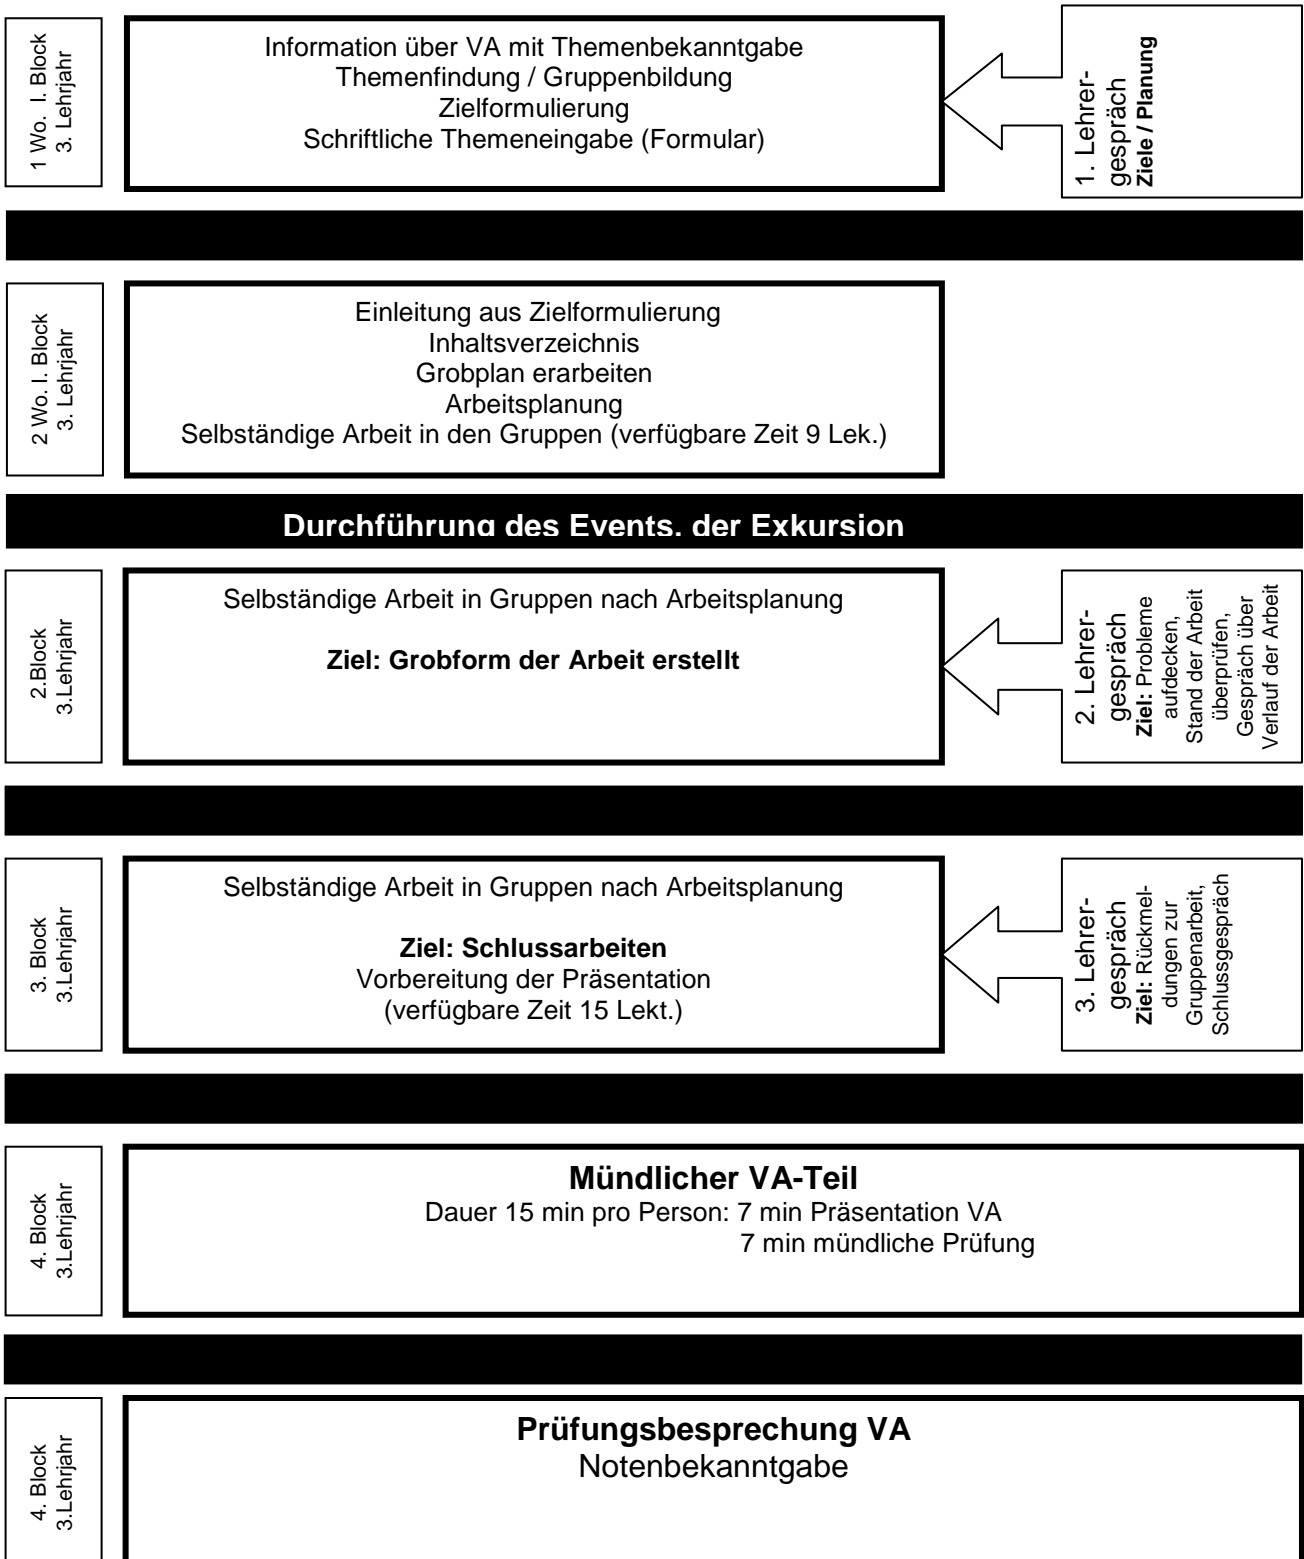 1 Wo. I. Block
3. Lehrjahr
Information über VA mit Themenbekanntgabe
Themenfindung / Gruppenbildung
Zielformulierung
Schriftliche Themeneingabe (Formular)
1. Lehrer-
gespräch
Ziele / Planung
2 Wo. I. Block
3. Lehrjahr
Einleitung aus Zielformulierung
Inhaltsverzeichnis
Grobplan erarbeiten
Arbeitsplanung
Selbständige Arbeit in den Gruppen (verfügbare Zeit 9 Lek.)
Durchführung des Events, der Exkursion
2.Block
3.Lehrjahr
Selbständige Arbeit in Gruppen nach Arbeitsplanung
Ziel: Grobform der Arbeit erstellt
2. Lehrer-
gespräch
Ziel: Probleme
aufdecken,
Stand der Arbeit
überprüfen,
Gespräch über
Verlauf der Arbeit
3. Block
3.Lehrjahr
Selbständige Arbeit in Gruppen nach Arbeitsplanung
Ziel: Schlussarbeiten
Vorbereitung der Präsentation
(verfügbare Zeit 15 Lekt.)
3. Lehrer-
gespräch
Ziel: Rückmel-
dungen zur
Gruppenarbeit,
Schlussgespräch
4. Block
3.Lehrjahr
Mündlicher VA-Teil
Dauer 15 min pro Person: 7 min Präsentation VA
7 min mündliche Prüfung
4. Block
3.Lehrjahr
Prüfungsbesprechung VA
Notenbekanntgabe